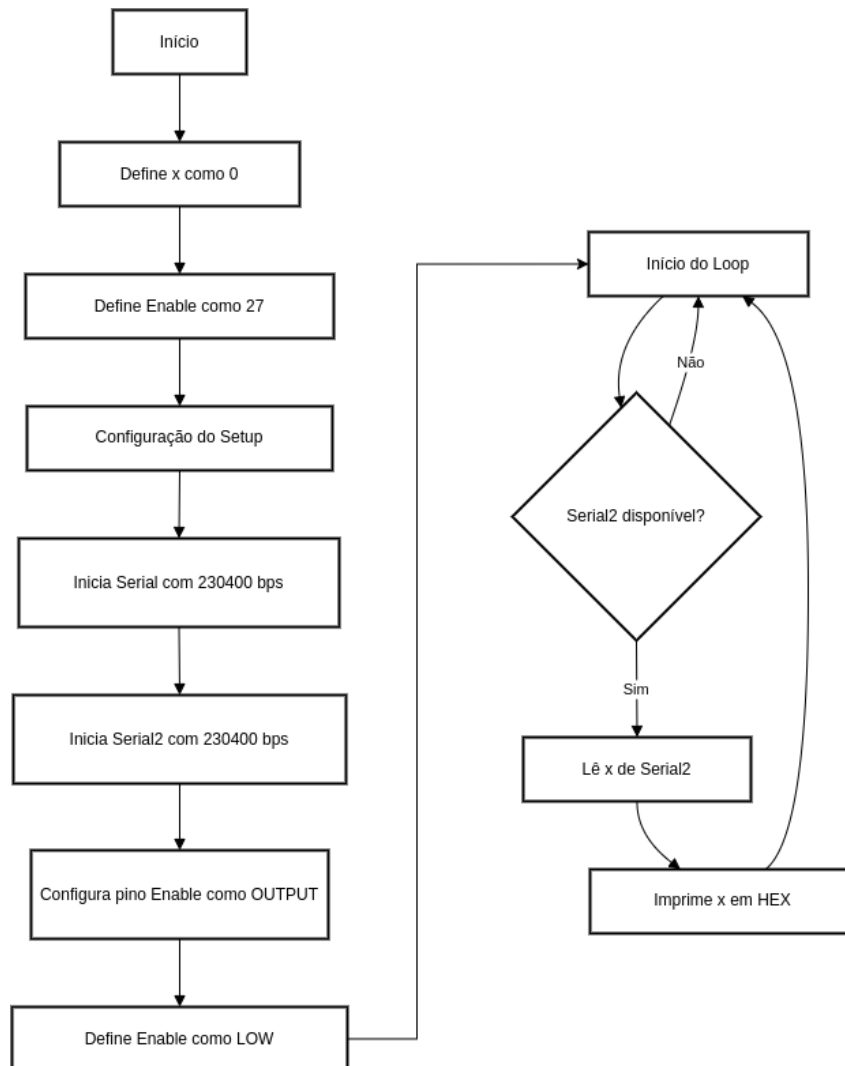 Início
Define x como 0
Define Enable como 27
Configuração do Setup
Inicia Serial com 230400 bps
Inicia Serial2 com 230400 bps
Configura pino Enable como OUTPUT
Define Enable como LOW
Início do Loop
Não
Serial2 disponível?
Sim
Lê x de Serial2
Imprime x em HEX